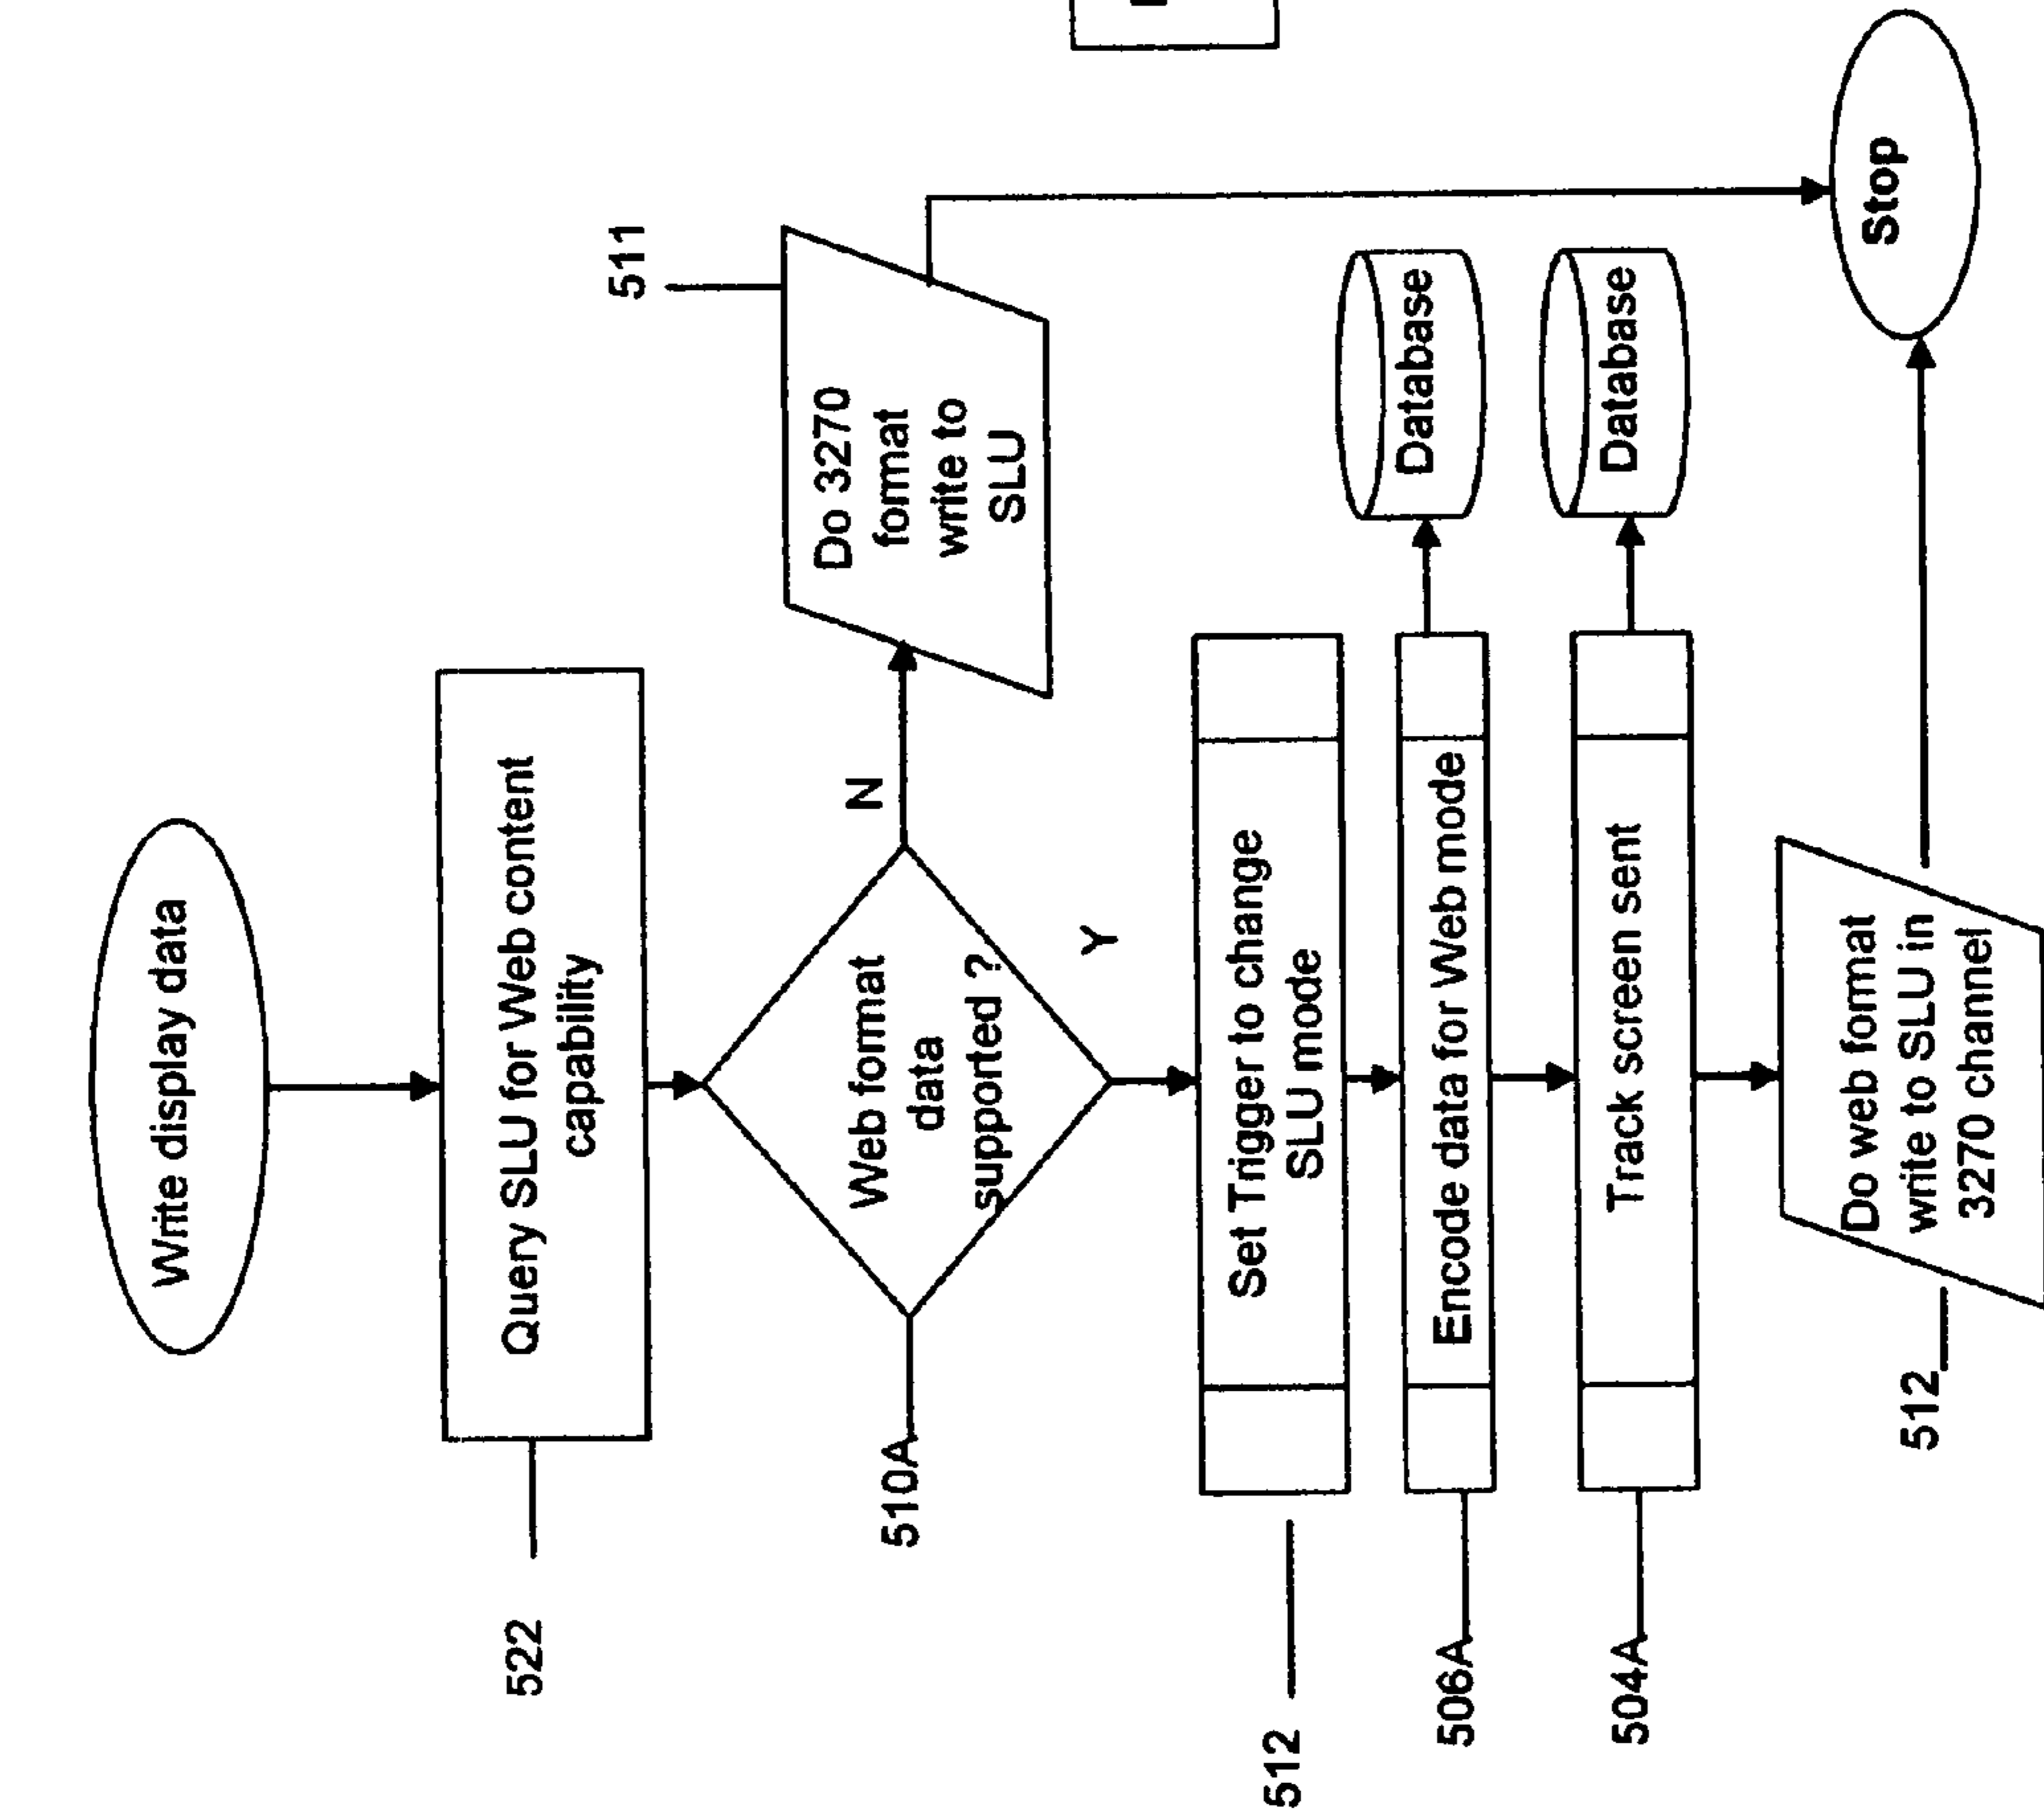 Write display data
522
Query SLU for Web content
capability
510A
Web format
data
supported ?
N
Y
511
Do 3270
format
write to
SLU
512
Set Trigger to change
SLU mode
506A
Encode data for Web mode
Database
504A
Track screen sent
Database
512
Do web format
write to SLU in
3270 channel
Stop